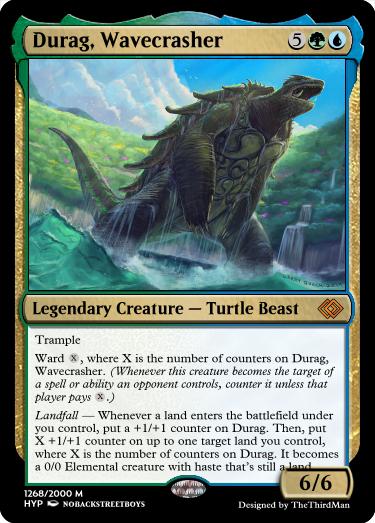 Durag, Wavecrasher 5
Legendary Creature — Turtle Beast
Trample
Ward X, where X is the number of counters on Durag,
Wavecrasher. (Whenever this creature becomes the target of
a spell or ability an opponent controls, counter it unless that
player pays X.)
Landfall — Whenever a land enters the battlefield under
you control, put a +1/+1 counter on Durag. Then, put
X +1/+1 counter on up to one target land you control,
where X is the number of counters on Durag. It becomes
a 0/0 Elemental creature with haste that's still a land.
6/6
1268/2000 M
HYP NOBACKSTREETBOYS
Designed by TheThirdMan